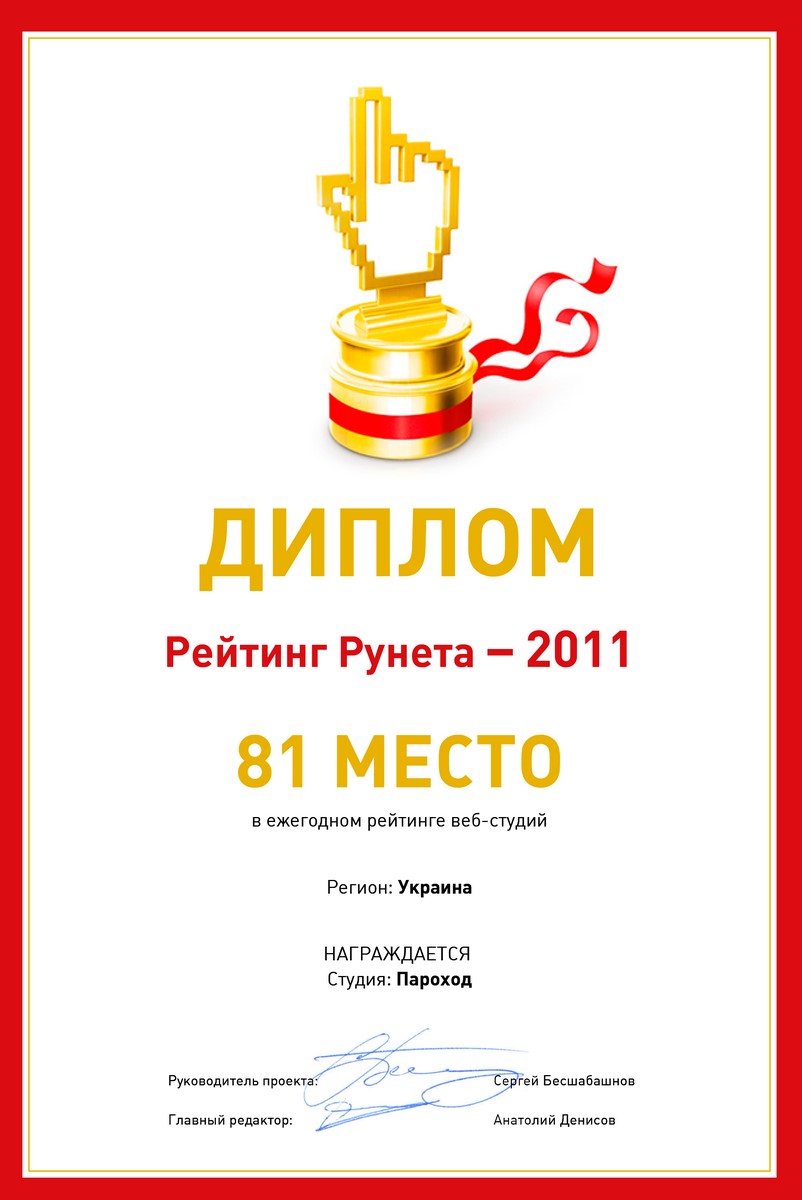 ДИПЛОМ
Рейтинг Рунета – 2011
81 МЕСТО
в ежегодном рейтинге веб-студий
Регион: Украина
НАГРАЖДАЕТСЯ
Студия: Пароход
Руководитель проекта: Сергей Бесшабашнов
Главный редактор: Анатолий Денисов